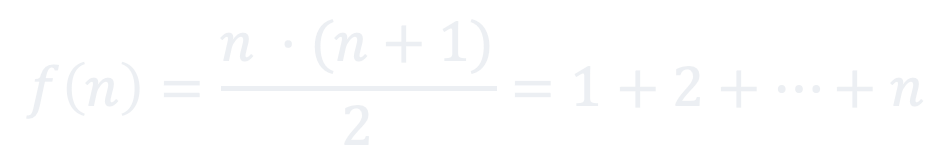 f(n) = n · (n + 1) / 2 = 1 + 2 + ··· + n